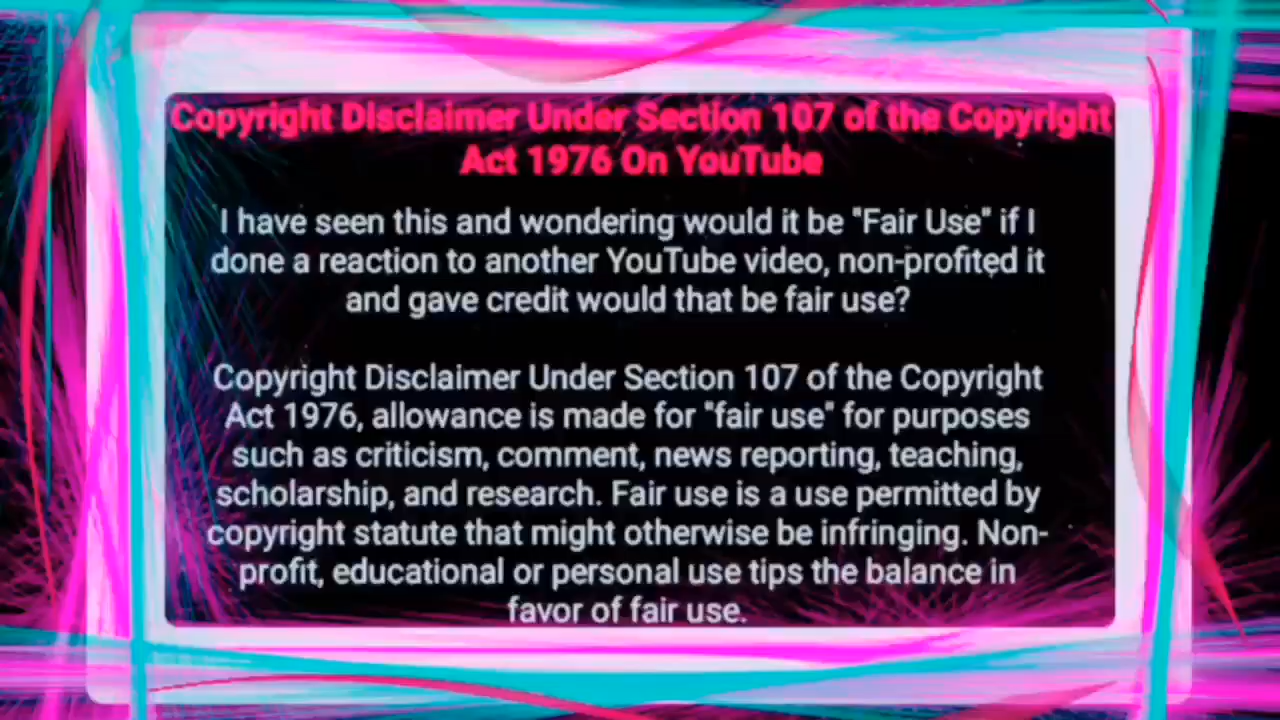 Copyright Disclaimer Under Section 107 of the Copyright
Act 1976 On YouTube
I have seen this and wondering would it be "Fair Use" if I
done a reaction to another YouTube video, non-profited it
and gave credit would that be fair use?
Copyright Disclaimer Under Section 107 of the Copyright
Act 1976, allowance is made for "fair use" for purposes
such as criticism, comment, news reporting, teaching,
scholarship, and research. Fair use is a use permitted by
copyright statute that might otherwise be infringing. Non-
profit, educational or personal use tips the balance in
favor of fair use.